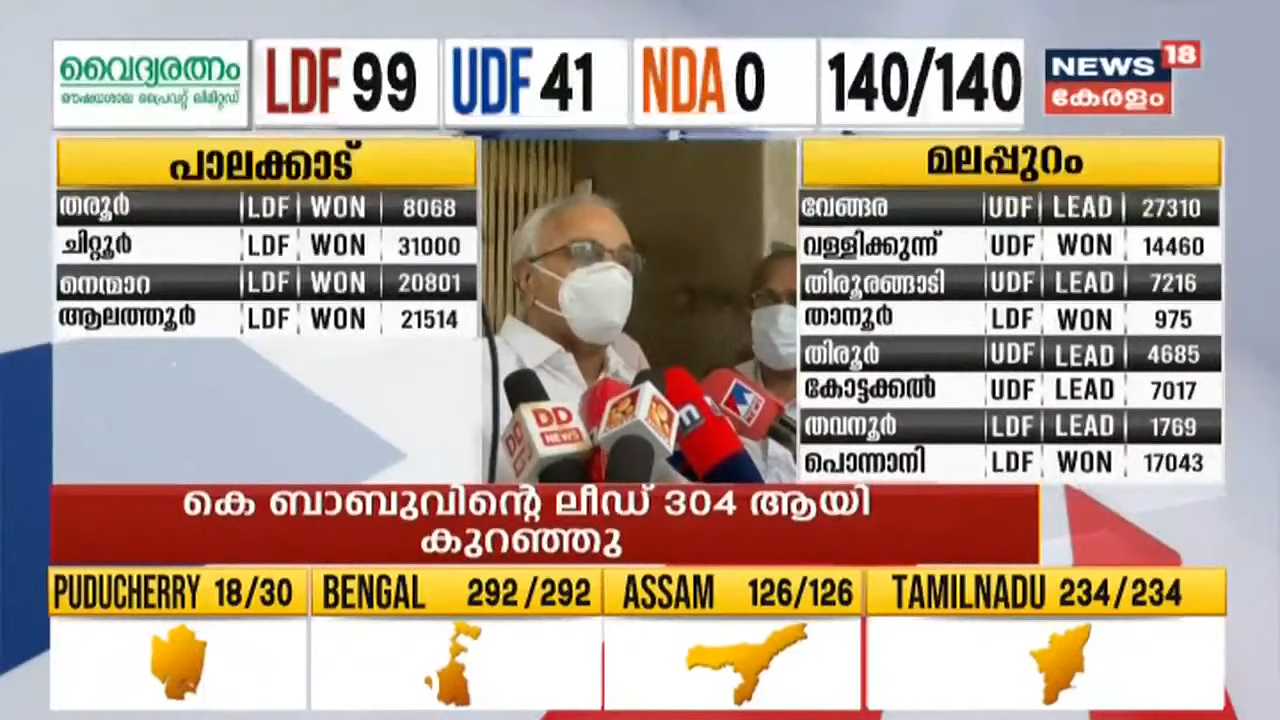 വൈദ്യരത്നം
ഔഷധശാല പ്രൈവറ്റ് ലിമിറ്റഡ്
LDF 99
UDF 41
NDA 0
140/140
NEWS 18
കേരളം
പാലക്കാട്
തരൂർ LDF WON 8068
ചിറ്റൂർ LDF WON 31000
നെന്മാറ LDF WON 20801
ആലത്തൂർ LDF WON 21514
മലപ്പുറം
വേങ്ങര UDF LEAD 27310
വള്ളിക്കുന്ന് UDF WON 14460
തിരൂരങ്ങാടി UDF LEAD 7216
താനൂർ LDF WON 975
തിരൂർ UDF LEAD 4685
കോട്ടക്കൽ UDF LEAD 7017
തവനൂർ LDF LEAD 1769
പൊന്നാനി LDF WON 17043
DD
NEWS
കെ ബാബുവിന്റെ ലീഡ് 304 ആയി
കുറഞ്ഞു
PUDUCHERRY 18/30
BENGAL 292/292
ASSAM 126/126
TAMILNADU 234/234